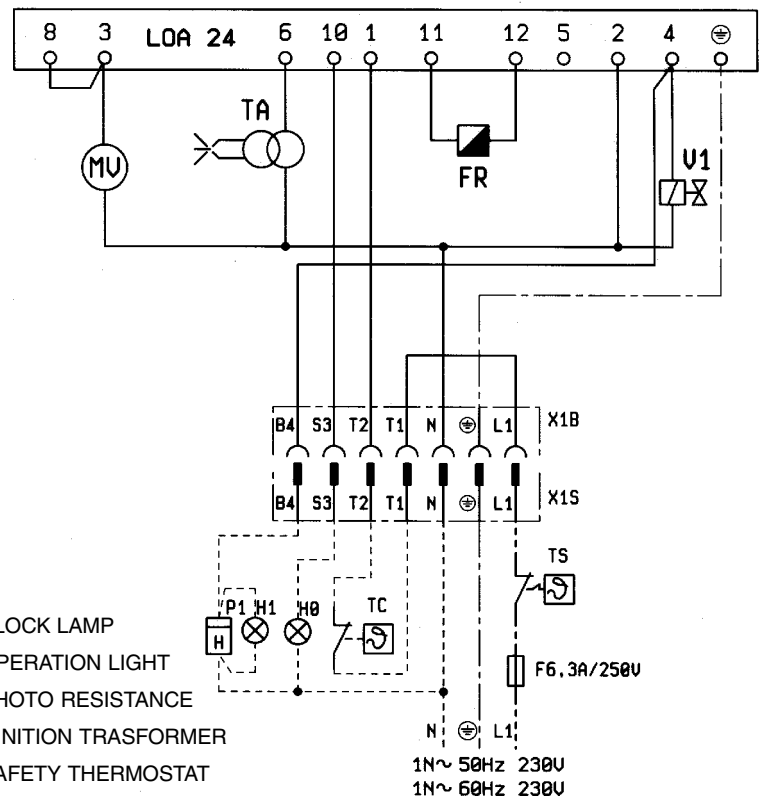 8 3 LOA 24 6 10 1 11 12 5 2 4
TA
MV
FR
V1
B4 S3 T2 T1 N L1 X1B
B4 S3 T2 T1 N L1 X1S
TS
P1 H1 H0 TC
H
LOCK LAMP
PERATION LIGHT
F6,3A/250V
HOTO RESISTANCE
NITION TRASFORMER
N L1
AFETY THERMOSTAT
1N~ 50Hz 230V
1N~ 60Hz 230V